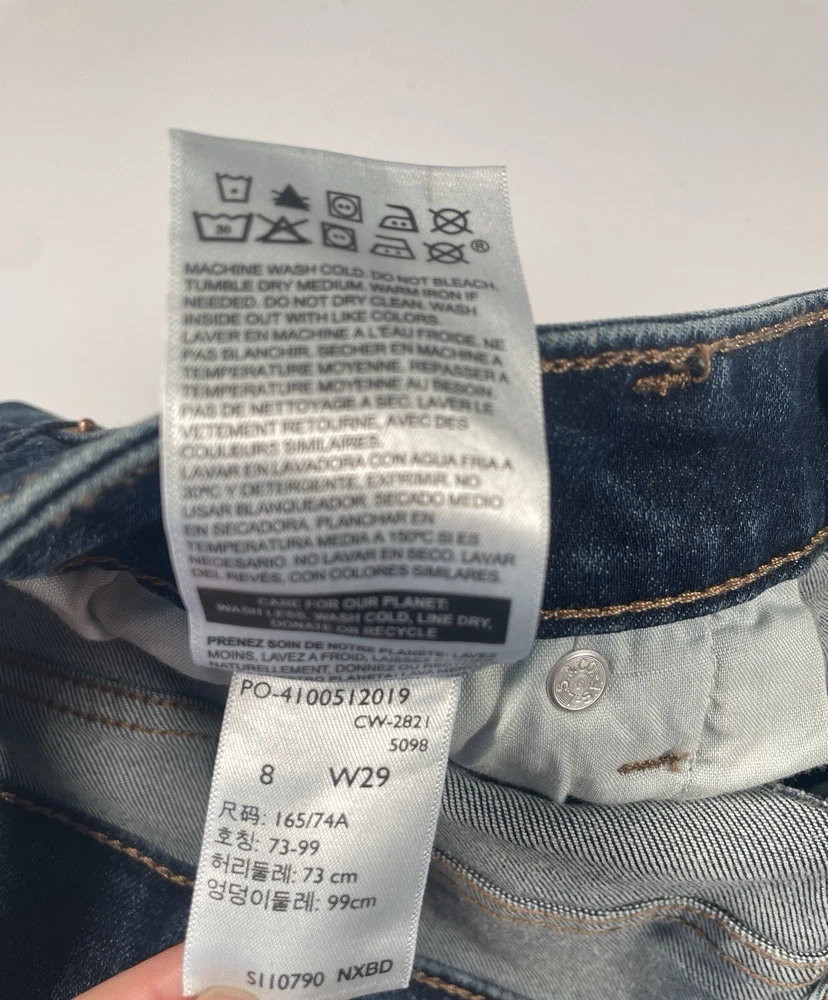 30
®
MACHINE WASH COLD. DO NOT BLEACH.
TUMBLE DRY MEDIUM. WARM IRON IF
NEEDED. DO NOT DRY CLEAN. WASH
INSIDE OUT WITH LIKE COLORS.
LAVER EN MACHINE A L'EAU FROIDE. NE
PAS BLANCHIR. SECHER EN MACHINE A
TEMPERATURE MOYENNE. REPASSER A
TEMPERATURE MOYENNE AU BESOIN.
PAS DE NETTOYAGE A SEC. LAVER LE
VETEMENT RETOURNE, AVEC DES
COULEURS SIMILAIRES.
LAVAR EN LAVADORA CON AGUA FRIA A
30ºC Y DETERGENTE, EXPRIMIR. NO
USAR BLANQUEADOR. SECADO MEDIO
EN SECADORA. PLANCHAR EN
TEMPERATURA MEDIA A 150ºC SI ES
NECESARIO. NO LAVAR EN SECO. LAVAR
DEL REVÉS, CON COLORES SIMILARES.
CARE FOR OUR PLANET:
WASH LESS, WASH COLD, LINE DRY,
DONATE OR RECYCLE
PRENEZ SOIN DE NOTRE PLANETE: LAVEZ
MOINS, LAVEZ A FROID,
NATURELLEMENT, DONNEZ OU
PO-4100512019
CW-2821
5098
8 W29
尺码: 165/74A
호칭: 73-99
허리둘레: 73 cm
엉덩이둘레: 99cm
S110790 NXBD